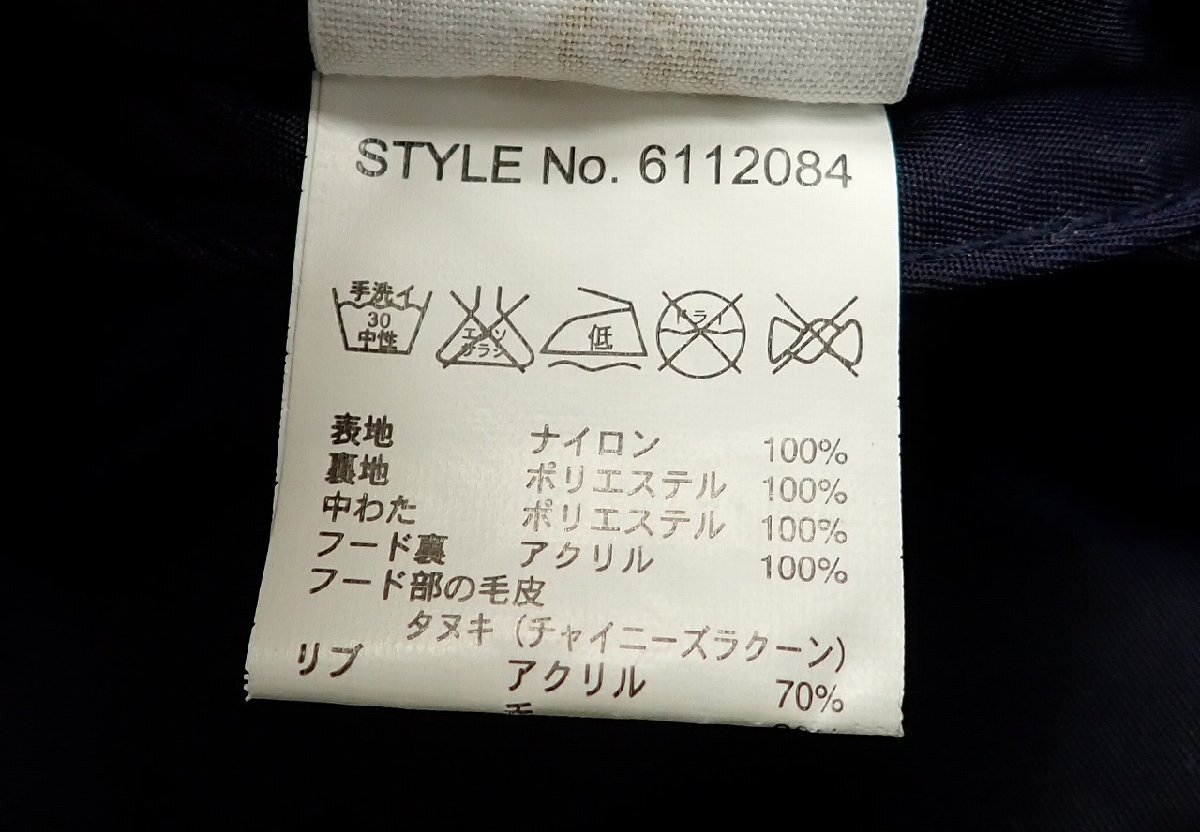 STYLE No. 6112084
手洗イ
30
中性
エンソ
サラシ
低
ドライ
表地 ナイロン 100%
裏地 ポリエステル 100%
中わた ポリエステル 100%
フード裏 アクリル 100%
フード部の毛皮
タヌキ (チャイニーズラクーン)
リブ アクリル 70%